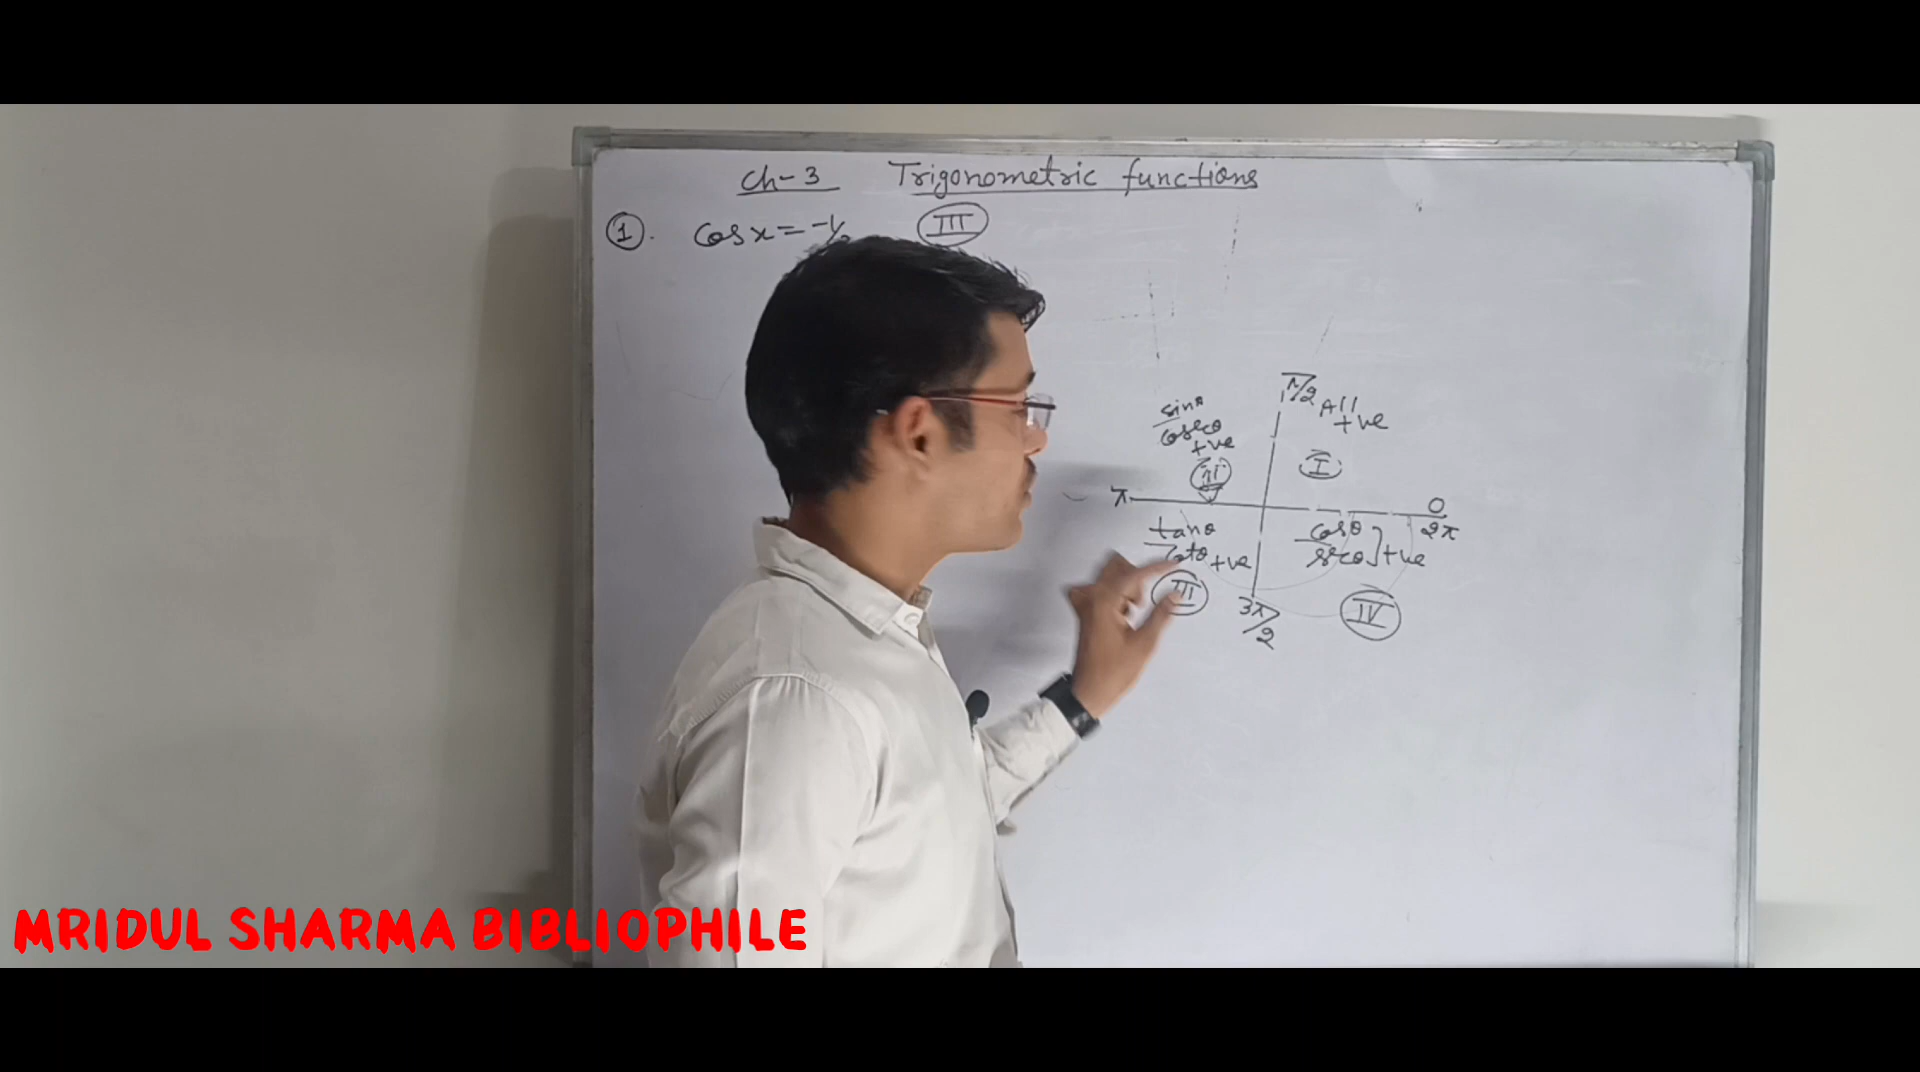 Ch-3 Trigonometric functions
①. Cos x = -1/ III
π/2
All
+ve
sinθ
cosecθ
+ve
II
I
π
0
2π
tanθ
cotθ +ve
III
cosθ
secθ ] +ve
IV
3π/2
MRIDUL SHARMA BIBLIOPHILE